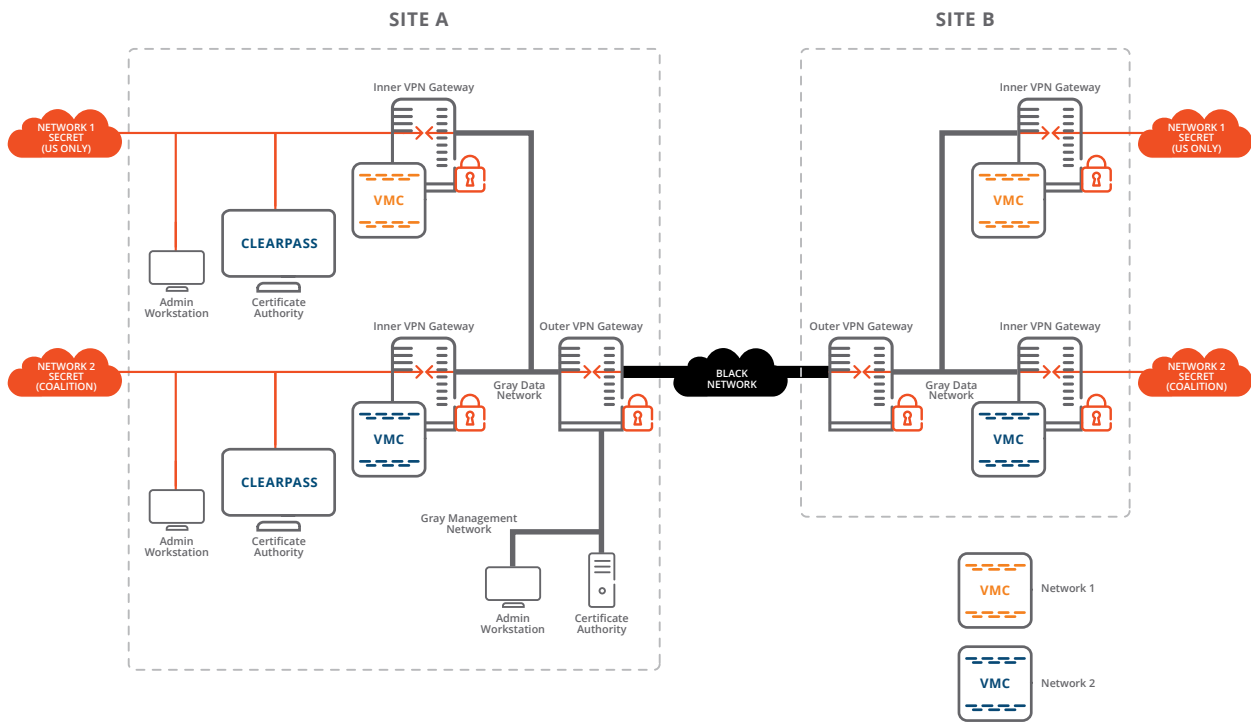 SITE A
SITE B
Inner VPN Gateway
Inner VPN Gateway
NETWORK 1
SECRET
(US ONLY)
NETWORK 1
SECRET
(US ONLY)
VMC
VMC
CLEARPASS
Admin
Workstation
Certificate
Authority
Inner VPN Gateway
Outer VPN Gateway
Outer VPN Gateway
Inner VPN Gateway
NETWORK 2
SECRET
(COALITION)
Gray Data
Network
BLACK
NETWORK
Gray Data
Network
NETWORK 2
SECRET
(COALITION)
VMC
VMC
CLEARPASS
Admin
Workstation
Certificate
Authority
Gray Management
Network
Admin
Workstation
Certificate
Authority
VMC
Network 1
VMC
Network 2